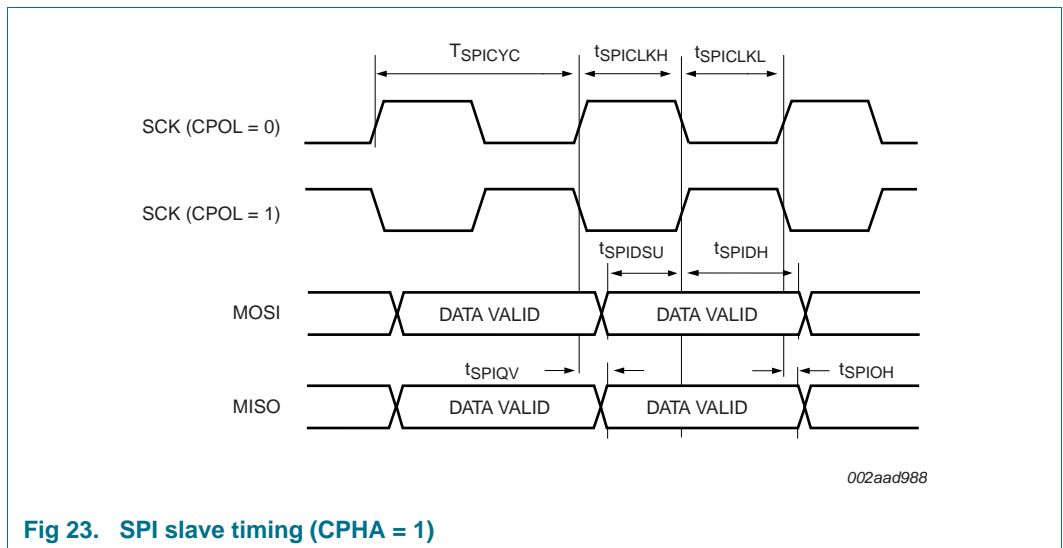 TSPICYC tSPICLKH tSPICLKL
SCK (CPOL = 0)
SCK (CPOL = 1)
tSPIDSU tSPIDH
MOSI DATA VALID DATA VALID
tSPIQV tSPIOH
MISO DATA VALID DATA VALID
002aad988
Fig 23. SPI slave timing (CPHA = 1)